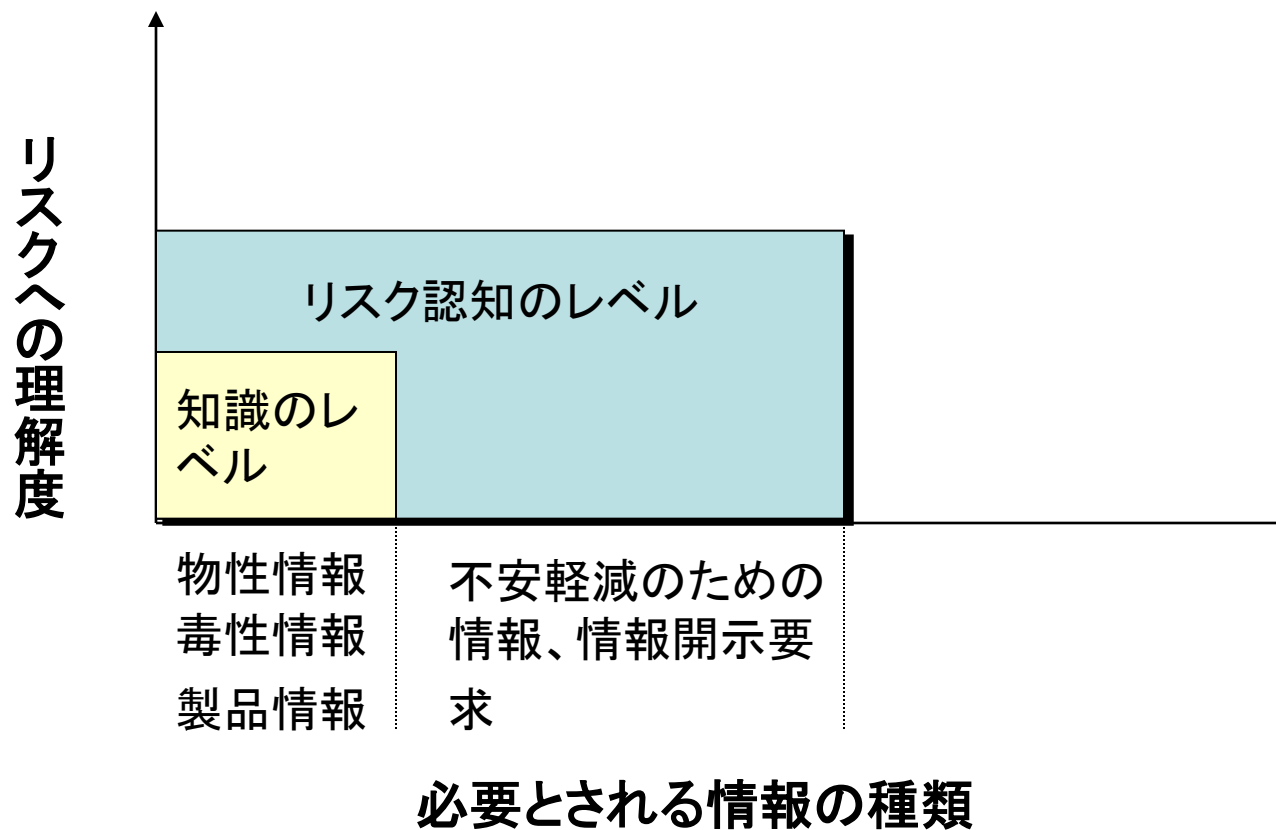 リスクへの理解度
リスク認知のレベル
知識のレ
ベル
物性情報
毒性情報
製品情報
不安軽減のための
情報、情報開示要
求
必要とされる情報の種類